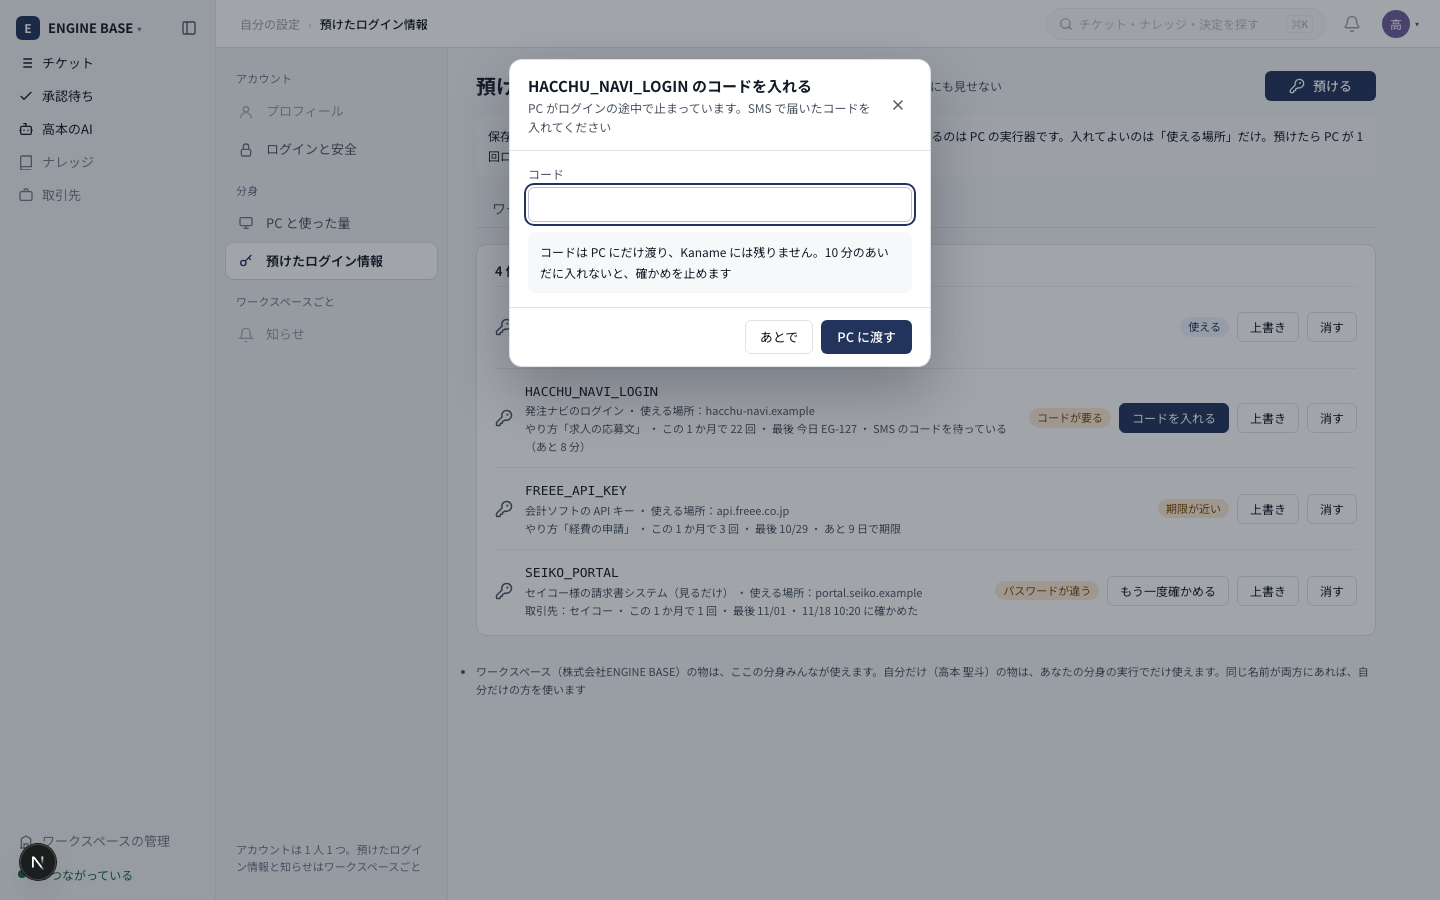 E ENGINE BASE
チケット
承認待ち
高本のAI
ナレッジ
取引先
ワークスペースの管理
つながっている
自分の設定 › 預けたログイン情報
チケット・ナレッジ・決定を探す ⌘K
高
アカウント
プロフィール
ログインと安全
分身
PC と使った量
預けたログイン情報
ワークスペースごと
知らせ
アカウントは 1 人 1 つ。預けたログイ
ン情報と知らせはワークスペースごと
預け
にも見せない
預ける
保存
るのは PC の実行器です。入れてよいのは「使える場所」だけ。預けたら PC が 1
回ロ
ワー
HACCHU_NAVI_LOGIN のコードを入れる
PC がログインの途中で止まっています。SMS で届いたコードを
入れてください
コード
コードは PC にだけ渡り、Kaname には残りません。10 分のあい
だに入れないと、確かめを止めます
あとで
PC に渡す
4
使える
上書き
消す
HACCHU_NAVI_LOGIN
発注ナビのログイン ・ 使える場所：hacchu-navi.example
やり方「求人の応募文」 ・ この 1 か月で 22 回 ・ 最後 今日 EG-127 ・ SMS のコードを待っている
（あと 8 分）
コードが要る
コードを入れる
上書き
消す
FREEE_API_KEY
会計ソフトの API キー ・ 使える場所：api.freee.co.jp
やり方「経費の申請」 ・ この 1 か月で 3 回 ・ 最後 10/29 ・ あと 9 日で期限
期限が近い
上書き
消す
SEIKO_PORTAL
セイコー様の請求書システム（見るだけ） ・ 使える場所：portal.seiko.example
取引先：セイコー ・ この 1 か月で 1 回 ・ 最後 11/01 ・ 11/18 10:20 に確かめた
パスワードが違う
もう一度確かめる
上書き
消す
• ワークスペース（株式会社ENGINE BASE）の物は、ここの分身みんなが使えます。自分だけ（高本 聖斗）の物は、あなたの分身の実行でだけ使えます。同じ名前が両方にあれば、自
分だけの方を使います